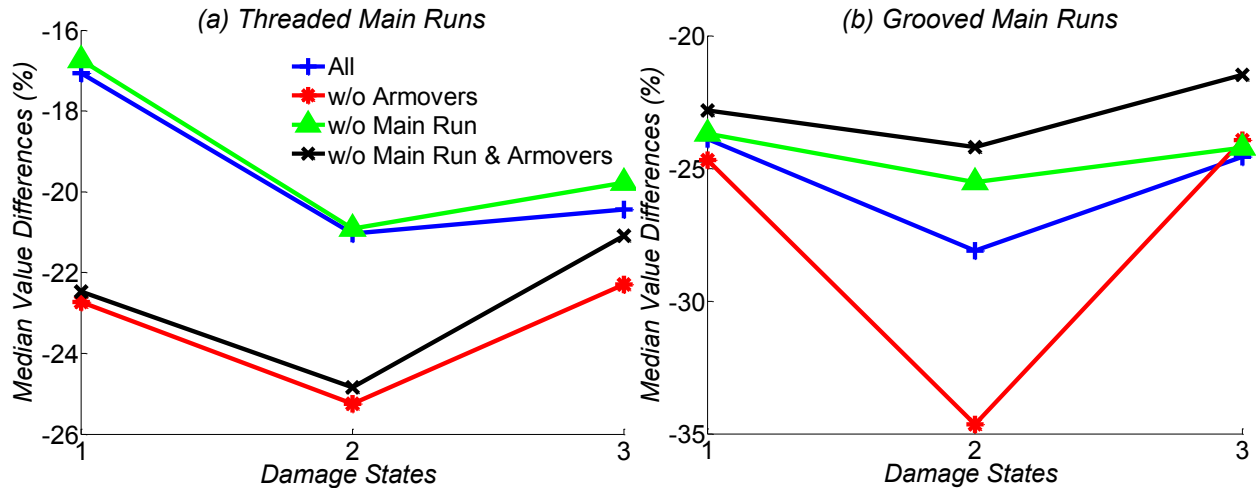 (a) Threaded Main Runs
-16
-18
-20
-22
-24
-26
Median Value Differences (%)
All
w/o Armovers
w/o Main Run
w/o Main Run & Armovers
1
2
3
Damage States
(b) Grooved Main Runs
-20
-25
-30
-35
Median Value Differences (%)
1
2
3
Damage States